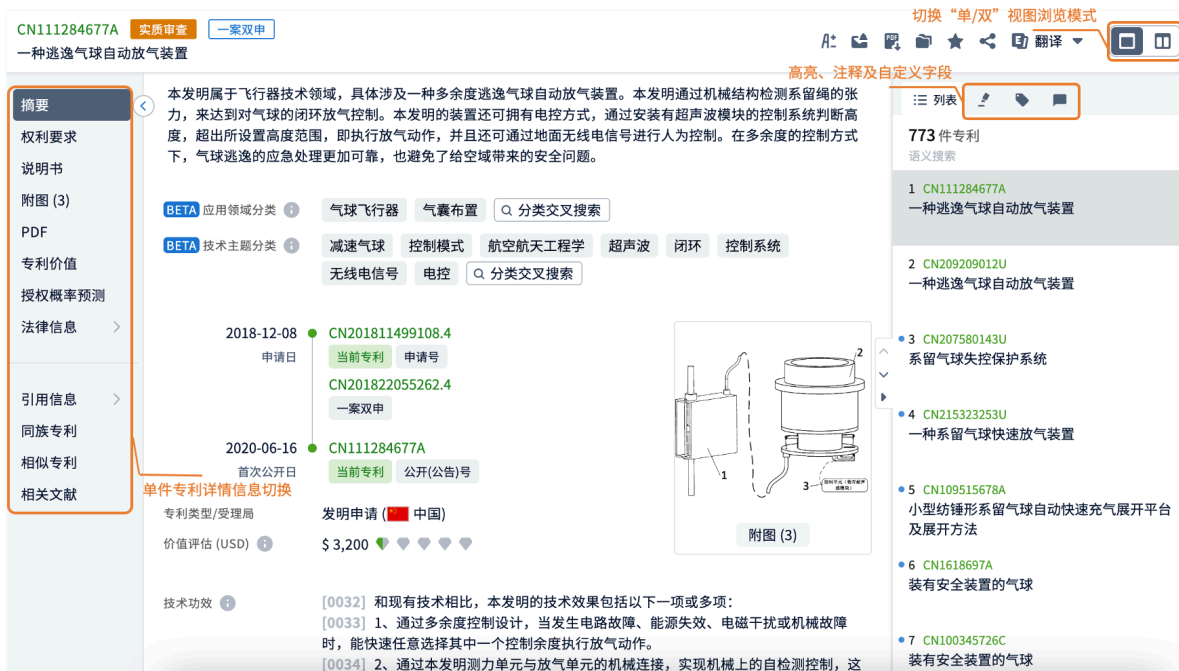 CN111284677A 实质审查 一案双申
一种逃逸气球自动放气装置
切换“单/双”视图浏览模式
翻译
高亮、注释及自定义字段
摘要
权利要求
说明书
附图 (3)
PDF
专利价值
授权概率预测
法律信息
引用信息
同族专利
相似专利
相关文献
单件专利详情信息切换
本发明属于飞行器技术领域，具体涉及一种多余度逃逸气球自动放气装置。本发明通过机械结构检测系留绳的张
力，来达到对气球的闭环放气控制。本发明的装置还可拥有电控方式，通过安装有超声波模块的控制系统判断高
度，超出所设置高度范围，即执行放气动作，并且还可通过地面无线电信号进行人为控制。在多余度的控制方式
下，气球逃逸的应急处理更加可靠，也避免了给空域带来的安全问题。
BETA 应用领域分类 气球飞行器 气囊布置 分类交叉搜索
BETA 技术主题分类 减速气球 控制模式 航空航天工程学 超声波 闭环 控制系统
无线电信号 电控 分类交叉搜索
2018-12-08 CN201811499108.4
申请日 当前专利 申请号
CN201822055262.4
一案双申
2020-06-16 CN111284677A
首次公开日 当前专利 公开(公告)号
专利类型/受理局 发明申请 ( 中国)
价值评估 (USD) $ 3,200
1
2
3
附图 (3)
技术功效 [0032] 和现有技术相比，本发明的技术效果包括以下一项或多项：
[0033] 1、通过多余度控制设计，当发生电路故障、能源失效、电磁干扰或机械故障
时，能快速任意选择其中一个控制余度执行放气动作。
[0034] 2、通过本发明测力单元与放气单元的机械连接，实现机械上的自检测控制，这
列表
773 件专利
语义搜索
1 CN111284677A
一种逃逸气球自动放气装置
2 CN209209012U
一种逃逸气球自动放气装置
3 CN207580143U
系留气球失控保护系统
4 CN215323253U
一种系留气球快速放气装置
5 CN109515678A
小型纺锤形系留气球自动快速充气展开平台
及展开方法
6 CN1618697A
装有安全装置的气球
7 CN100345726C
装有安全装置的气球